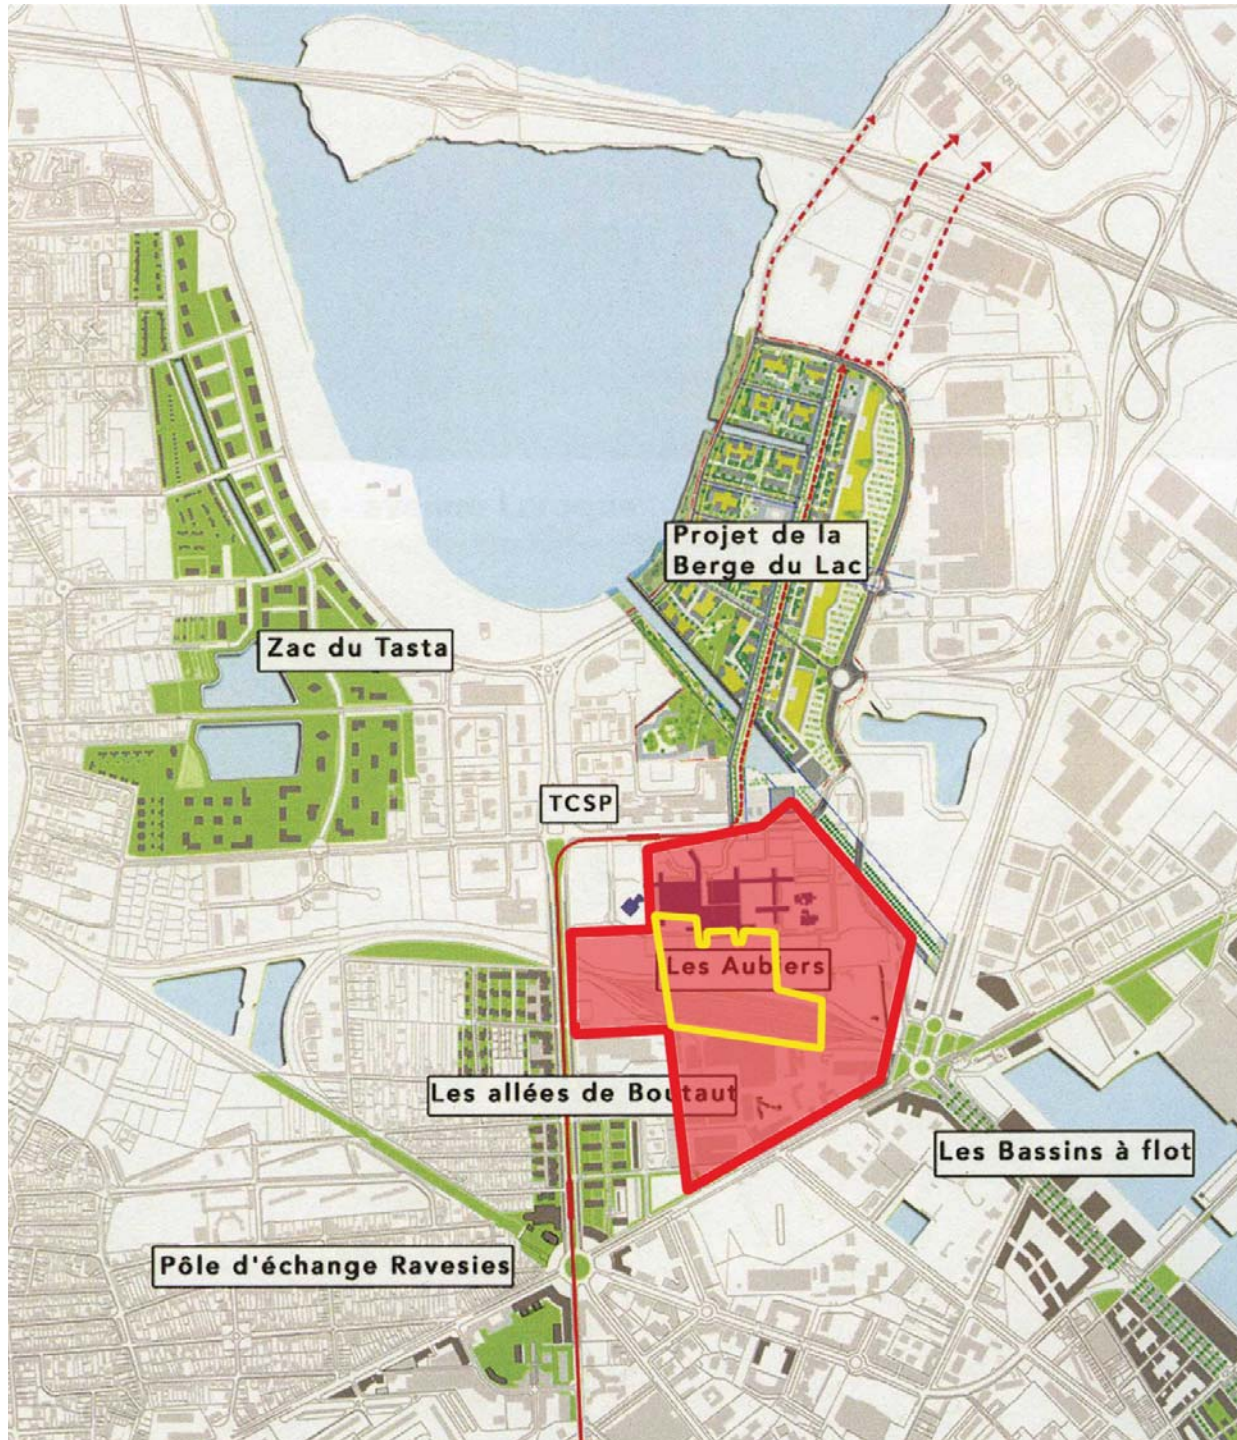 Projet de la
Berge du Lac
Zac du Tasta
TCSP
Les Aubiers
Les allées de Boutaut
Les Bassins à flot
Pôle d'échange Ravesies